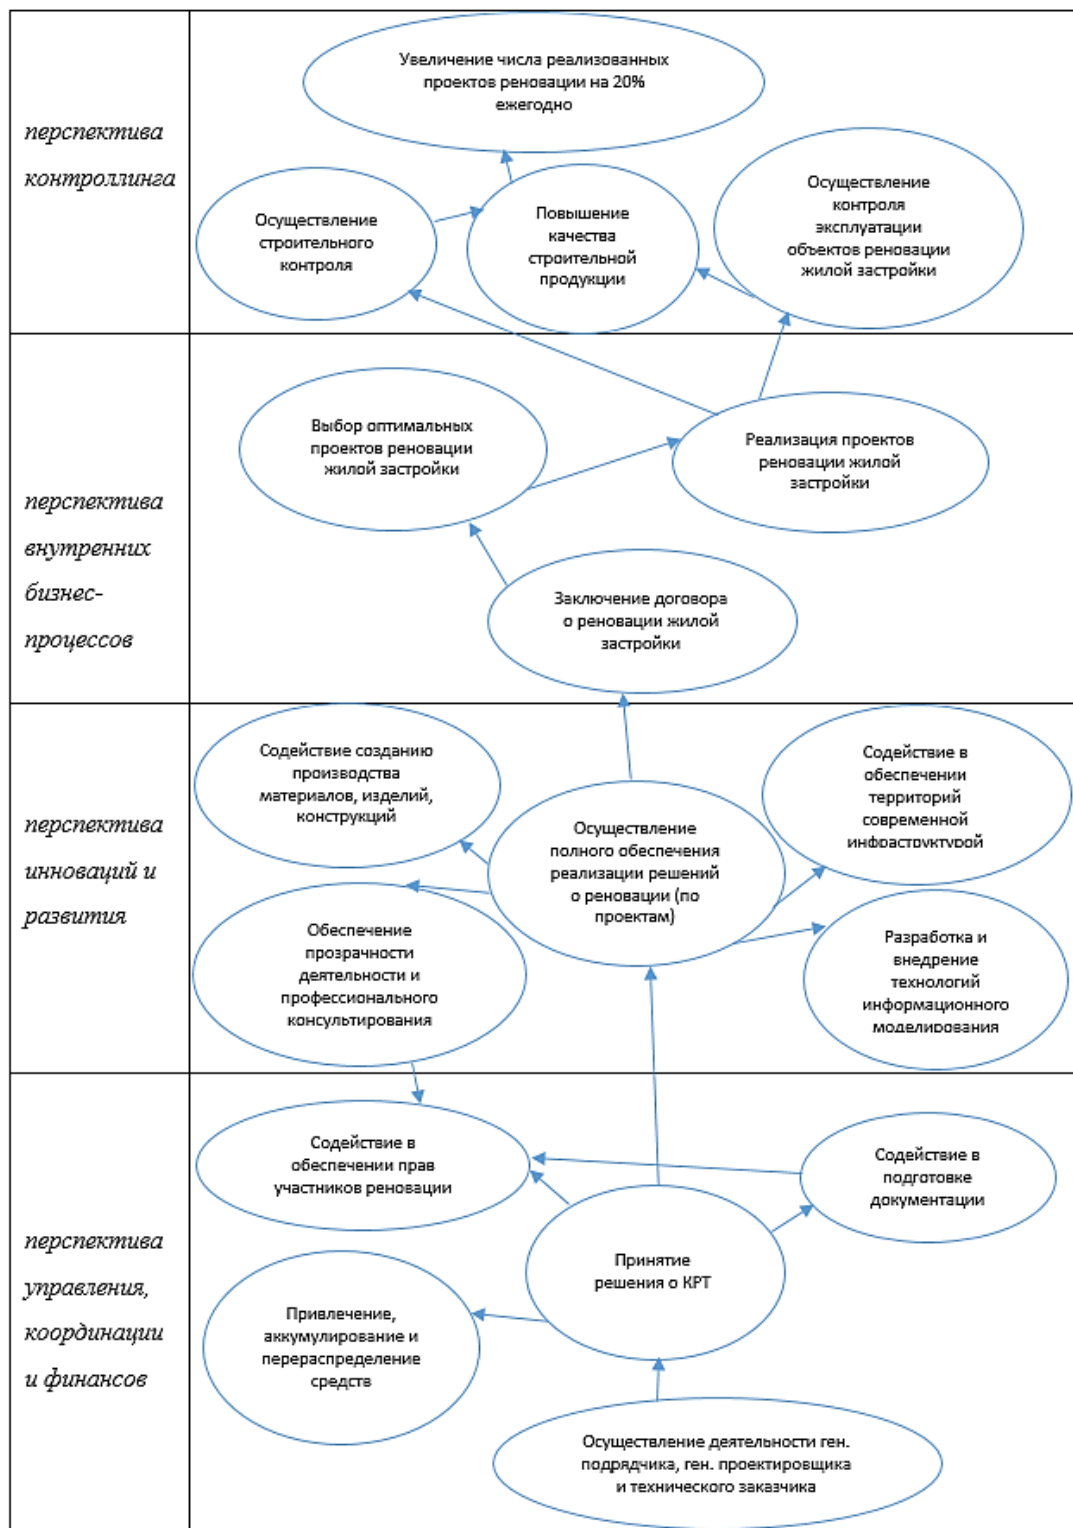 перспектива
контроллинга
Увеличение числа реализованных
проектов реновации на 20%
ежегодно
Осуществление
строительного
контроля
Повышение
качества
строительной
продукции
Осуществление
контроля
эксплуатации
объектов реновации
жилой застройки
перспектива
внутренних
бизнес-
процессов
Выбор оптимальных
проектов реновации
жилой застройки
Реализация проектов
реновации жилой
застройки
Заключение договора
о реновации жилой
застройки
перспектива
инноваций и
развития
Содействие созданию
производства
материалов, изделий,
конструкций
Осуществление
полного обеспечения
реализации решений
о реновации (по
проектам)
Содействие в
обеспечении
территорий
современной
инфраструктурой
Обеспечение
прозрачности
деятельности и
профессионального
консультирования
Разработка и
внедрение
технологий
информационного
моделирования
перспектива
управления,
координации
и финансов
Содействие в
обеспечении прав
участников реновации
Содействие в
подготовке
документации
Принятие
решения о КРТ
Привлечение,
аккумулирование и
перераспределение
средств
Осуществление деятельности ген.
подрядчика, ген. проектировщика
и технического заказчика